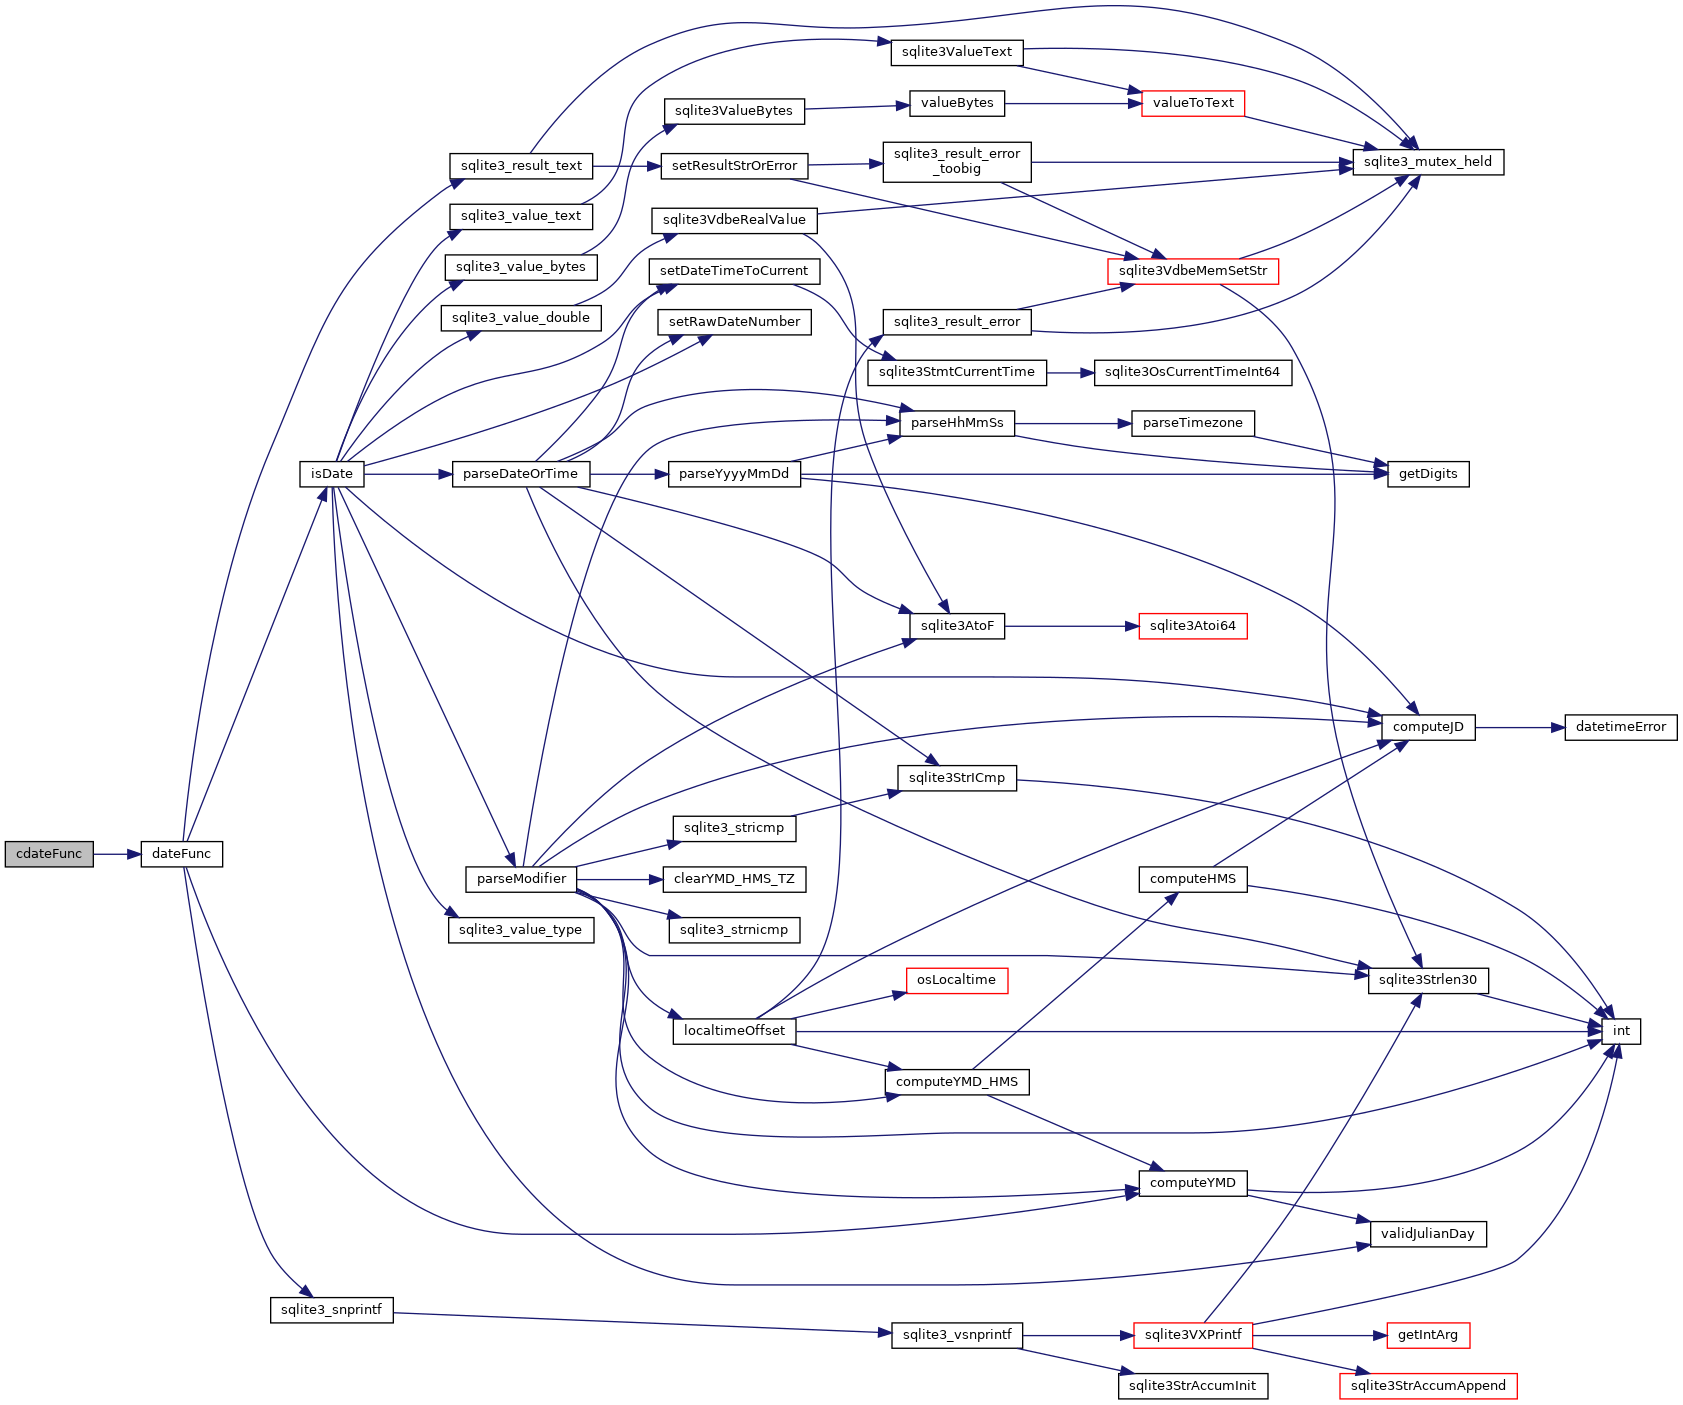 cdateFunc
dateFunc
isDate
sqlite3_snprintf
sqlite3_result_text
sqlite3_value_text
sqlite3_value_bytes
sqlite3_value_double
parseDateOrTime
parseModifier
sqlite3_value_type
sqlite3ValueBytes
setResultStrOrError
sqlite3VdbeRealValue
setDateTimeToCurrent
setRawDateNumber
parseYyyyMmDd
sqlite3_stricmp
clearYMD_HMS_TZ
sqlite3_strnicmp
localtimeOffset
sqlite3ValueText
valueBytes
sqlite3_result_error
_toobig
sqlite3_result_error
sqlite3StmtCurrentTime
parseHhMmSs
sqlite3AtoF
sqlite3StrICmp
osLocaltime
computeYMD_HMS
sqlite3_vsnprintf
valueToText
sqlite3VdbeMemSetStr
sqlite3OsCurrentTimeInt64
parseTimezone
sqlite3Atoi64
computeHMS
computeYMD
sqlite3VXPrintf
sqlite3StrAccumInit
sqlite3_mutex_held
getDigits
computeJD
sqlite3Strlen30
validJulianDay
getIntArg
sqlite3StrAccumAppend
datetimeError
int